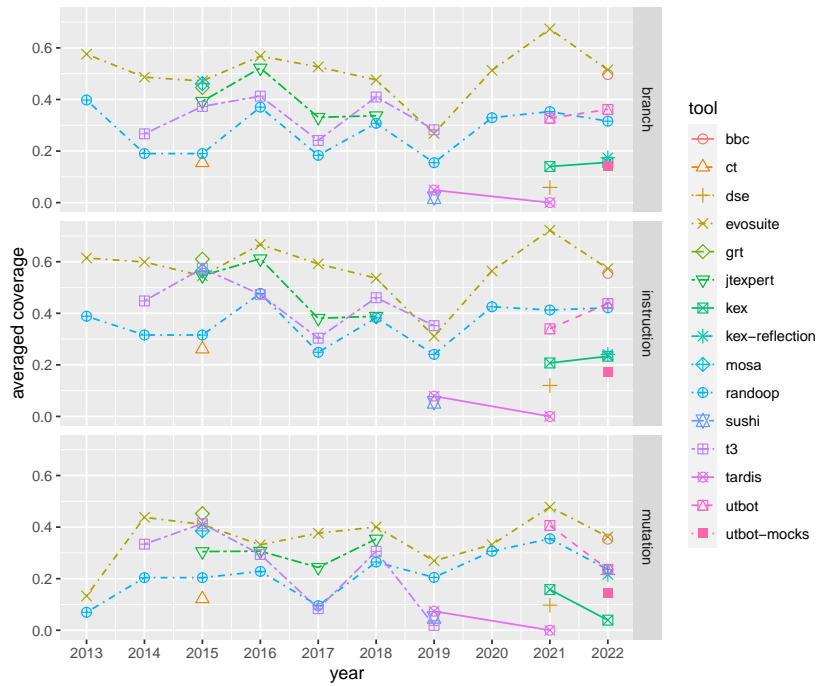 averaged coverage
0.6
0.4
0.2
0.0
branch
0.6
0.4
0.2
0.0
instruction
0.6
0.4
0.2
0.0
mutation
2013 2014 2015 2016 2017 2018 2019 2020 2021 2022
year
tool
bbc
ct
dse
evosuite
grt
jtexpert
kex
kex−reflection
mosa
randoop
sushi
t3
tardis
utbot
utbot−mocks